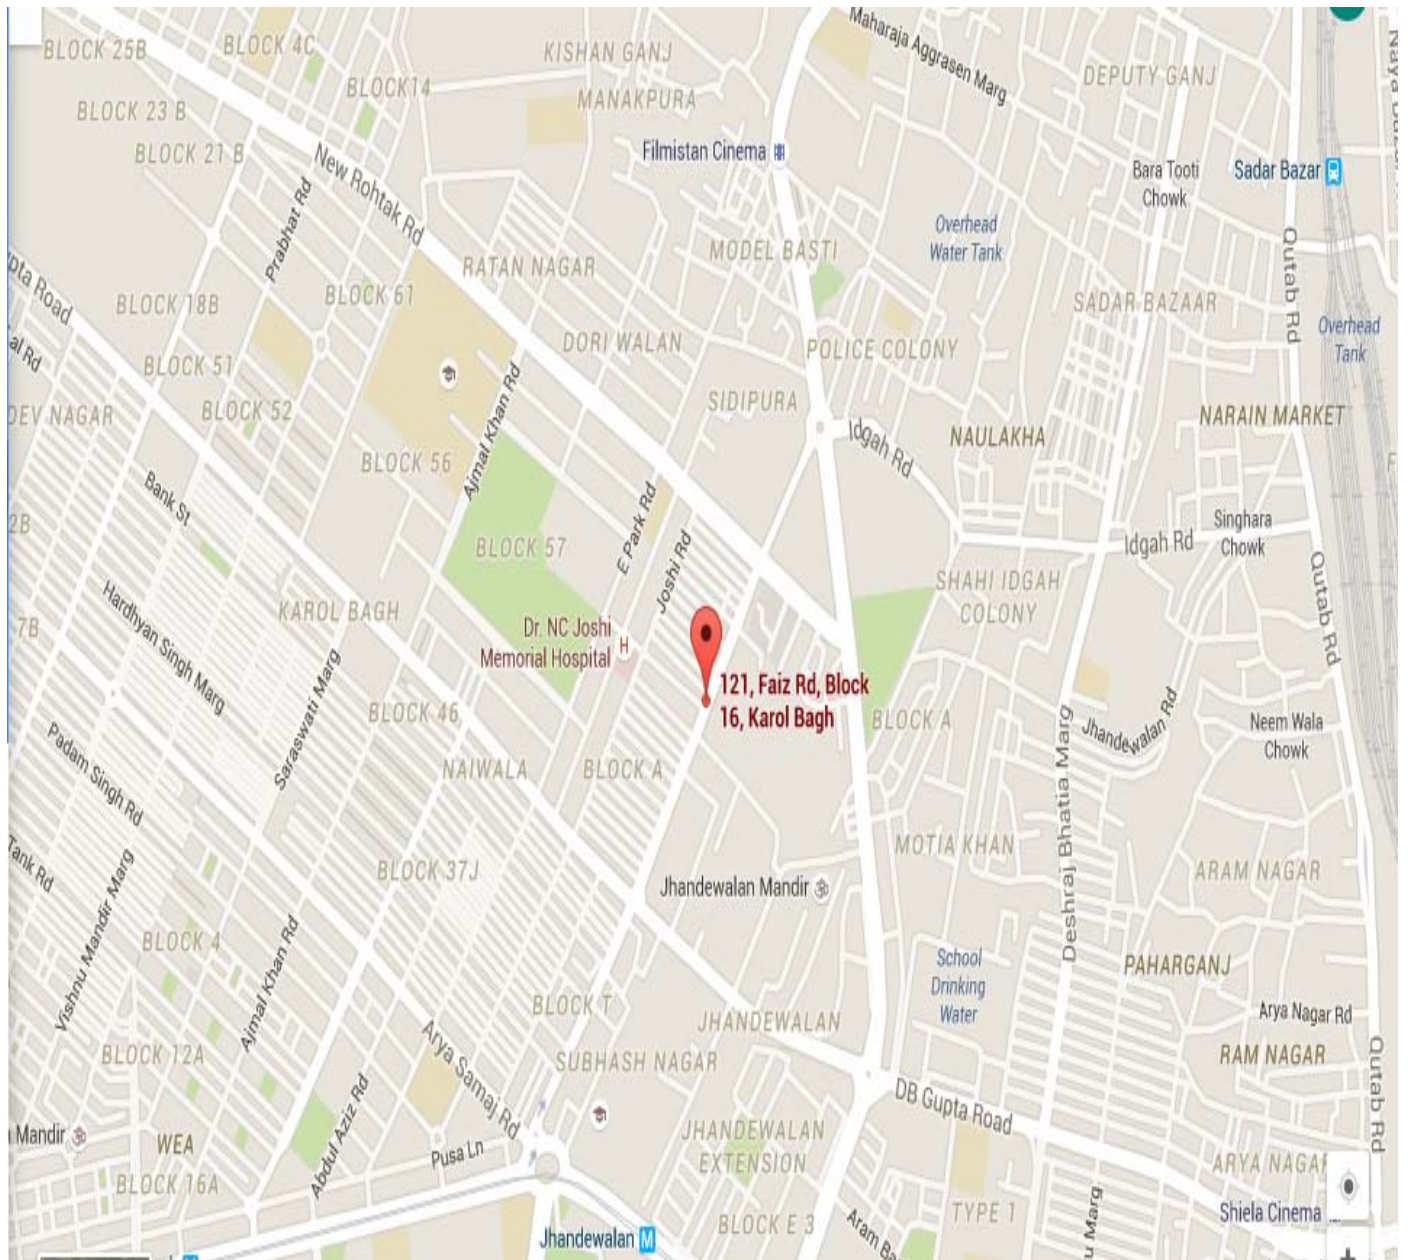 BLOCK 25B
BLOCK 4C
KISHAN GANJ
Maharaja Aggrasen Marg
DEPUTY GANJ
BLOCK14
MANAKPURA
BLOCK 23 B
BLOCK 21 B
New Rohtak Rd
Filmistan Cinema
Bara Tooti
Chowk
Sadar Bazar
Prabhat Rd
Overhead
Water Tank
MODEL BASTI
RATAN NAGAR
Qutab Rd
BLOCK 61
BLOCK 18B
SADAR BAZAAR
Overhead
Tank
pta Road
al Rd
DORI WALAN
POLICE COLONY
BLOCK 51
BLOCK 52
DEV NAGAR
SIDIPURA
Ajmal Khan Rd
NARAIN MARKET
Idgah Rd
NAULAKHA
BLOCK 56
Bank St
2B
BLOCK 57
E Park Rd
Joshi Rd
Singhara
Chowk
Idgah Rd
Qutab Rd
SHAHI IDGAH
COLONY
Hardhyan Singh Marg
KAROL BAGH
7B
Dr. NC Joshi
Memorial Hospital
H
121, Faiz Rd, Block
16, Karol Bagh
Saraswati Marg
BLOCK 46
BLOCK A
Jhandewalan Rd
Neem Wala
Chowk
Padam Singh Rd
NAIWALA
BLOCK A
Deshraj Bhatia Marg
MOTIA KHAN
Tank Rd
BLOCK 37J
Jhandewalan Mandir
ARAM NAGAR
Vishnu Mandir Marg
BLOCK 4
Ajmal Khan Rd
School
Drinking
Water
PAHARGANJ
BLOCK T
JHANDEWALAN
Arya Nagar Rd
BLOCK 12A
Arya Samaj Rd
SUBHASH NAGAR
RAM NAGAR
Qutab Rd
DB Gupta Road
Abdul Aziz Rd
Mandir
WEA
Pusa Ln
JHANDEWALAN
EXTENSION
ARYA NAGAR
BLOCK 16A
Jhandewalan M
BLOCK E 3
TYPE 1
Shiela Cinema
u Marg